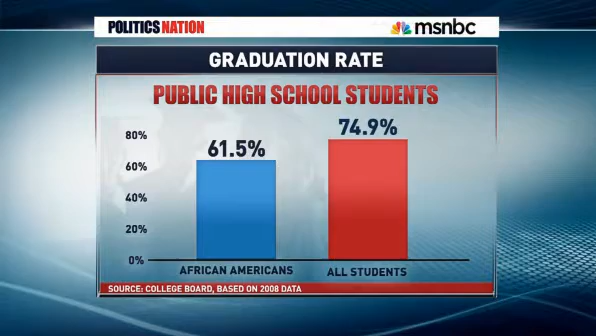 POLITICSNATION
msnbc
GRADUATION RATE
PUBLIC HIGH SCHOOL STUDENTS
80%
60%
40%
20%
0%
61.5%
74.9%
AFRICAN AMERICANS
ALL STUDENTS
SOURCE: COLLEGE BOARD, BASED ON 2008 DATA